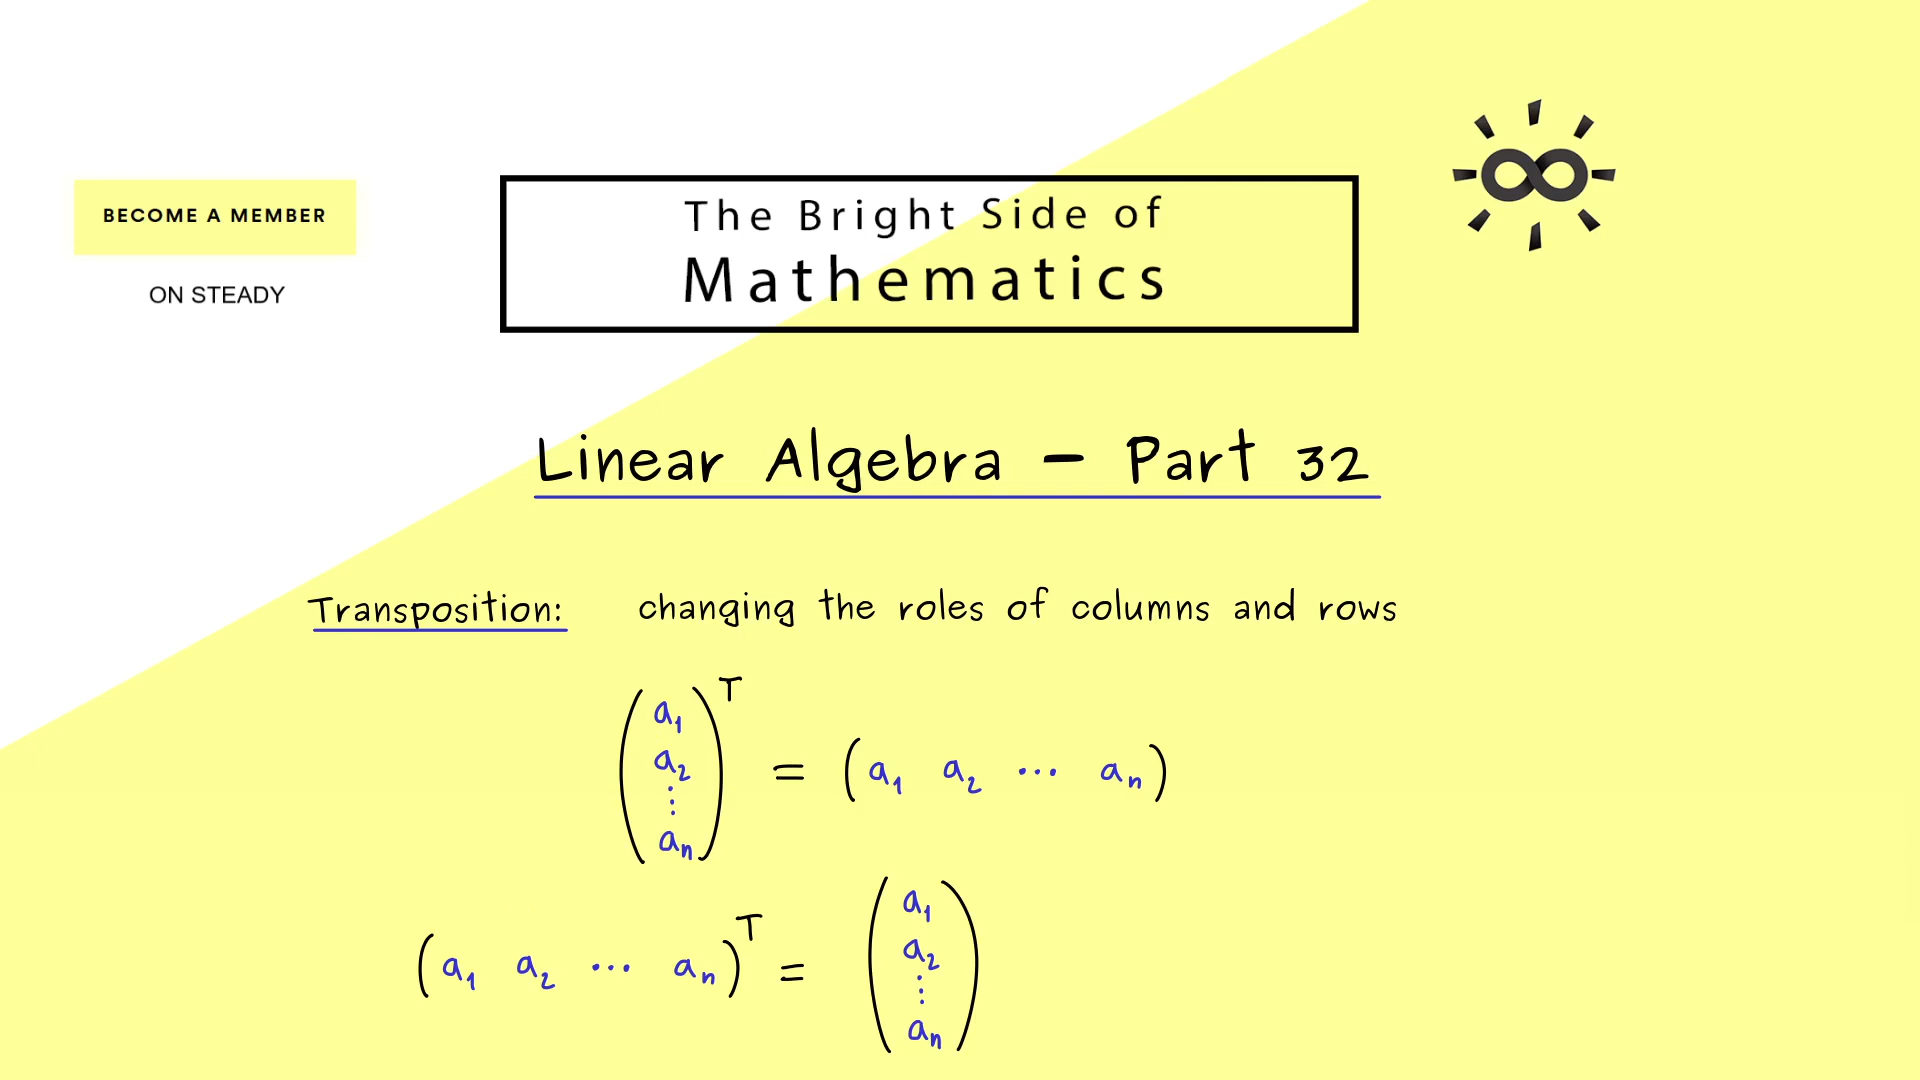 BECOME A MEMBER
ON STEADY
The Bright Side of
Mathematics
Linear Algebra – Part 32
Transposition: changing the roles of columns and rows
(a₁ a₂ ⋮ aₙ)ᵀ = (a₁ a₂ ⋯ aₙ)
(a₁ a₂ ⋯ aₙ)ᵀ = (a₁ a₂ ⋮ aₙ)